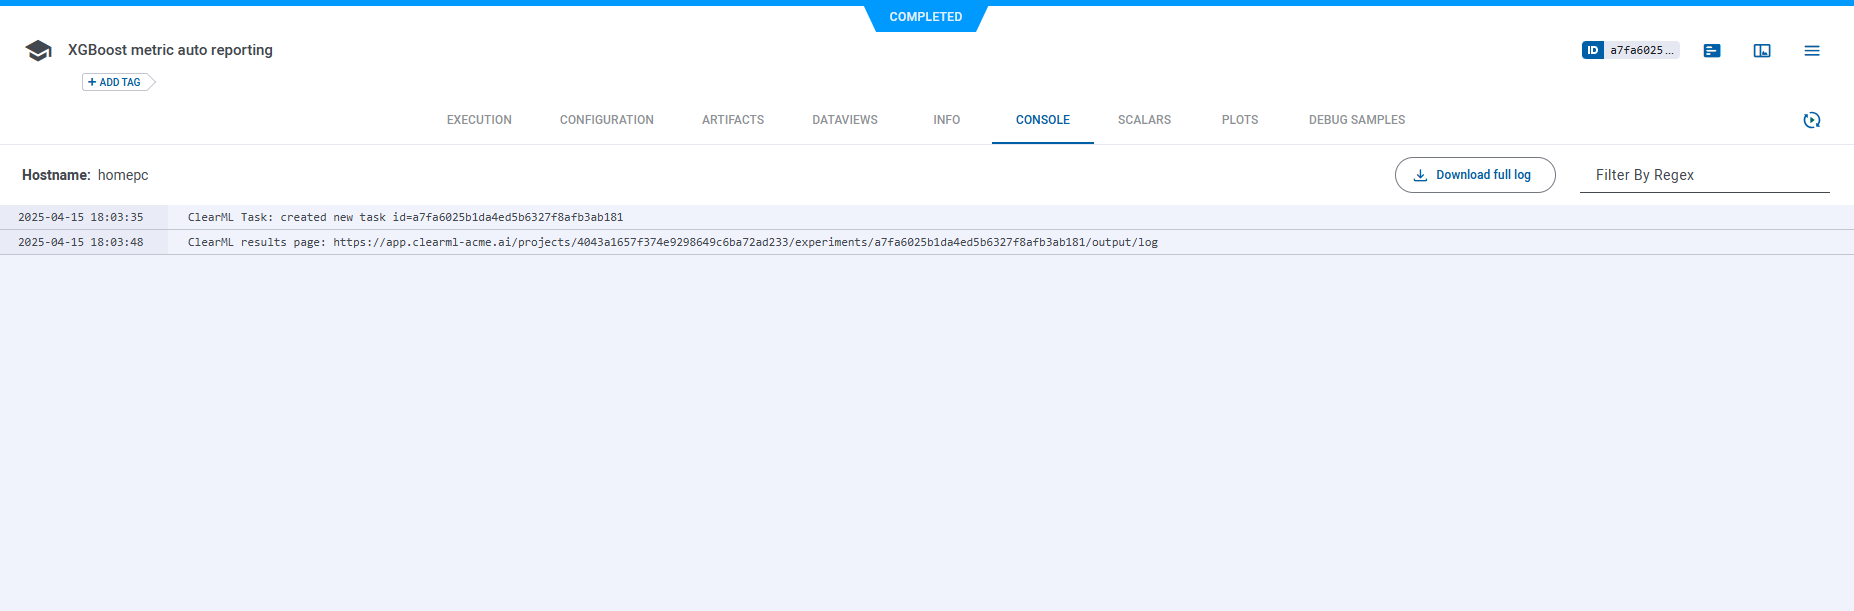 COMPLETED
XGBoost metric auto reporting
ID a7fa6025...
+ ADD TAG
EXECUTION CONFIGURATION ARTIFACTS DATAVIEWS INFO CONSOLE SCALARS PLOTS DEBUG SAMPLES
Hostname: homepc
Download full log
Filter By Regex
2025-04-15 18:03:35 ClearML Task: created new task id=a7fa6025b1da4ed5b6327f8afb3ab181
2025-04-15 18:03:48 ClearML results page: https://app.clearml-acme.ai/projects/4043a1657f374e9298649c6ba72ad233/experiments/a7fa6025b1da4ed5b6327f8afb3ab181/output/log